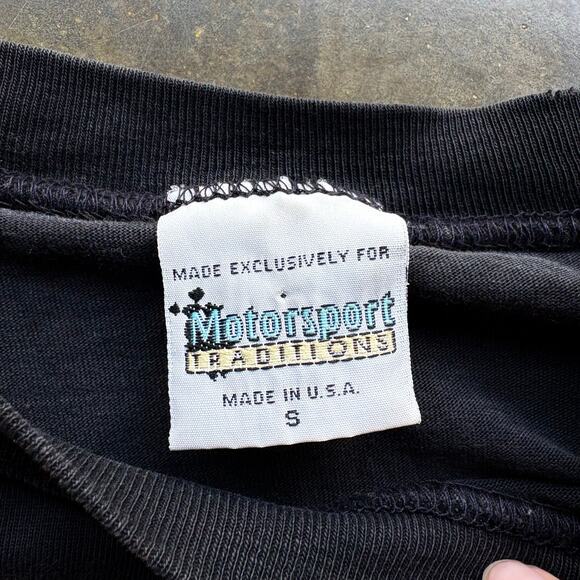 MADE EXCLUSIVELY FOR
Motorsport
TRADITIONS
MADE IN U.S.A.
S